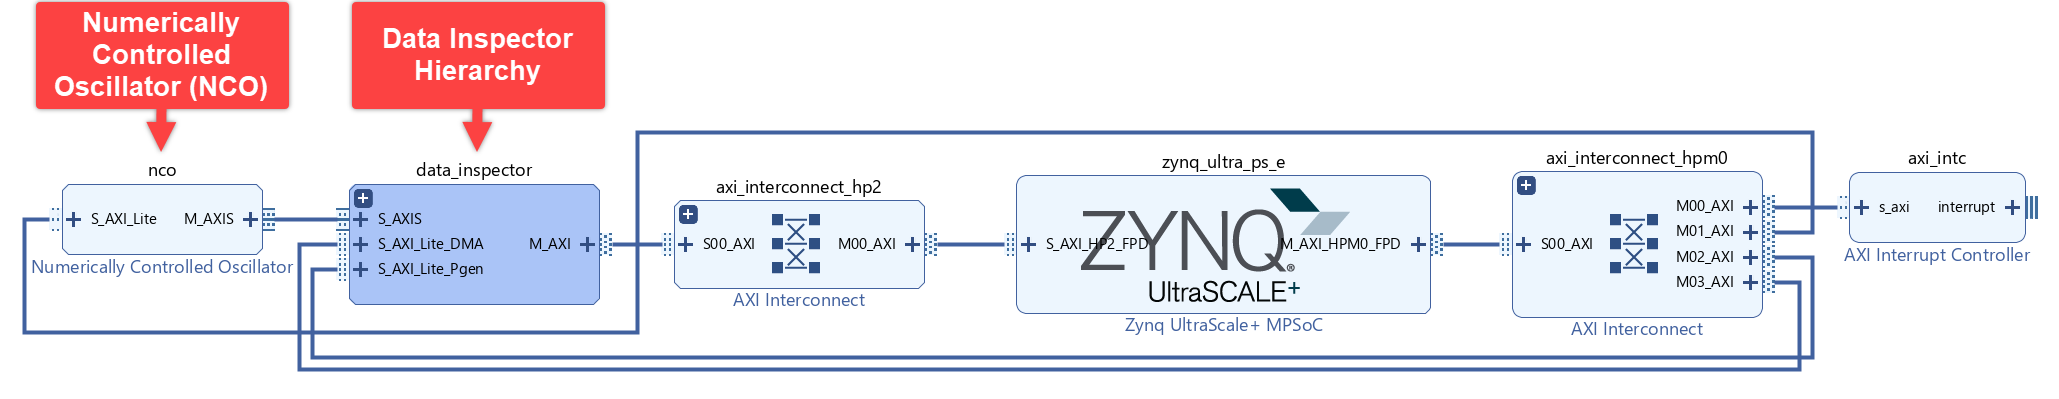 Numerically
Controlled
Oscillator (NCO)
Data Inspector
Hierarchy
nco
S_AXI_Lite
M_AXIS
Numerically Controlled Oscillator
data_inspector
S_AXIS
S_AXI_Lite_DMA
S_AXI_Lite_Pgen
M_AXI
axi_interconnect_hp2
S00_AXI
M00_AXI
AXI Interconnect
zynq_ultra_ps_e
S_AXI_HP2_FPD
M_AXI_HPM0_FPD
ZYNQ®
UltraSCALE+
Zynq UltraScale+ MPSoC
axi_interconnect_hpm0
S00_AXI
M00_AXI
M01_AXI
M02_AXI
M03_AXI
AXI Interconnect
axi_intc
s_axi
interrupt
AXI Interrupt Controller